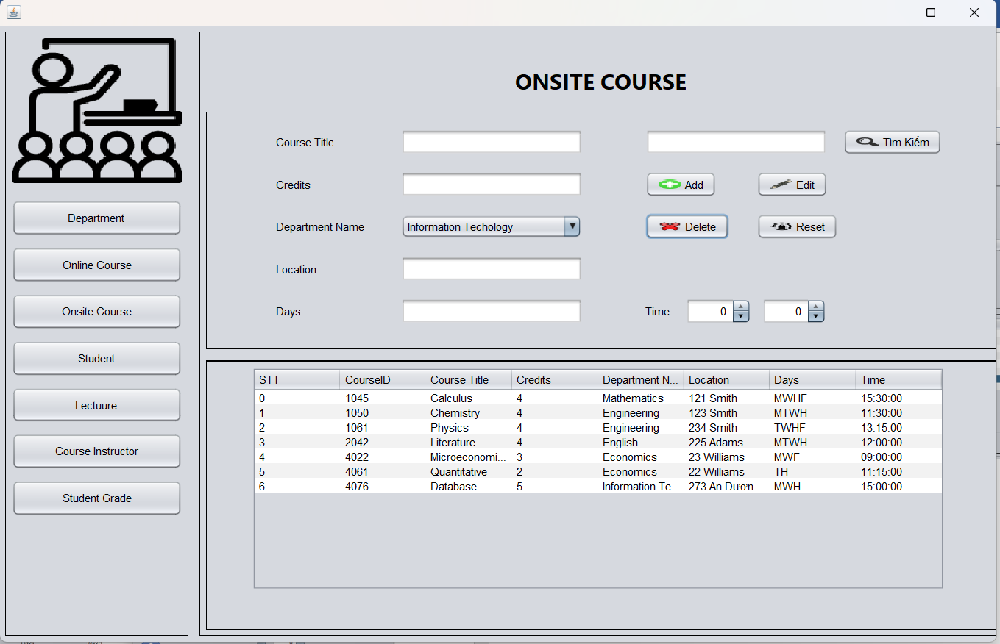 ONSITE COURSE
Course Title Tìm Kiếm
Credits Add Edit
Department Name Information Techology Delete Reset
Location
Days Time 0 0
Department
Online Course
Onsite Course
Student
Lectuure
Course Instructor
Student Grade
STT CourseID Course Title Credits Department N... Location Days Time
0 1045 Calculus 4 Mathematics 121 Smith MWHF 15:30:00
1 1050 Chemistry 4 Engineering 123 Smith MTWH 11:30:00
2 1061 Physics 4 Engineering 234 Smith TWHF 13:15:00
3 2042 Literature 4 English 225 Adams MTWH 12:00:00
4 4022 Microeconomi... 3 Economics 23 Williams MWF 09:00:00
5 4061 Quantitative 2 Economics 22 Williams TH 11:15:00
6 4076 Database 5 Information Te... 273 An Dươn... MWH 15:00:00